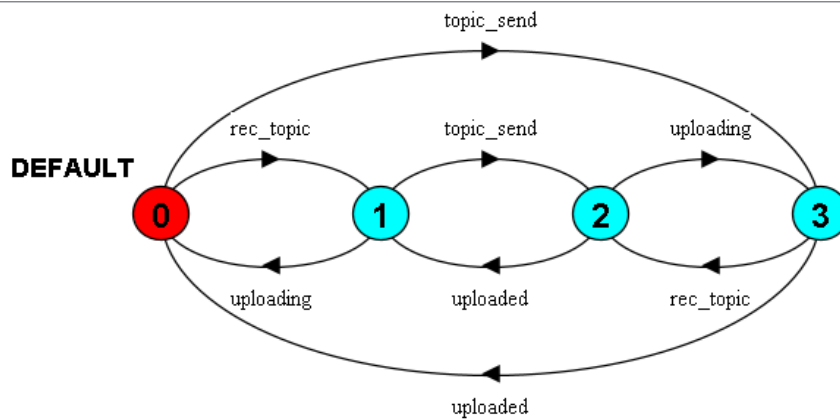 topic_send
rec_topic
topic_send
uploading
DEFAULT
0
1
2
3
uploading
uploaded
rec_topic
uploaded